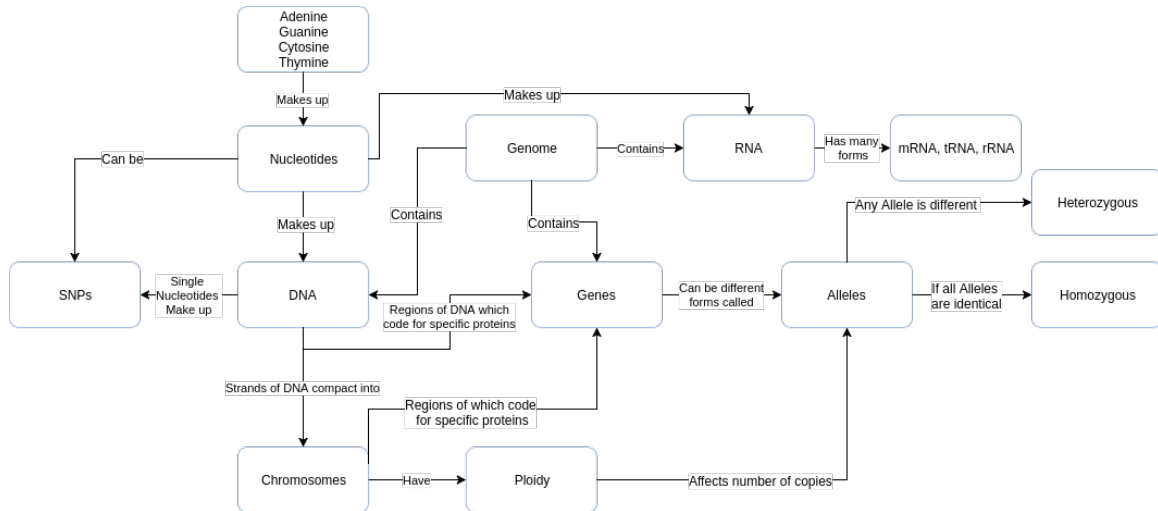 Adenine
Guanine
Cytosine
Thymine
Makes up
Makes up
Nucleotides
Can be
Genome
Contains
RNA
Has many
forms
mRNA, tRNA, rRNA
Makes up
Contains
Contains
Any Allele is different
Heterozygous
SNPs
Single
Nucleotides
Make up
DNA
Regions of DNA which
code for specific proteins
Genes
Can be different
forms called
Alleles
If all Alleles
are identical
Homozygous
Strands of DNA compact into
Regions of which code
for specific proteins
Chromosomes
Have
Ploidy
Affects number of copies